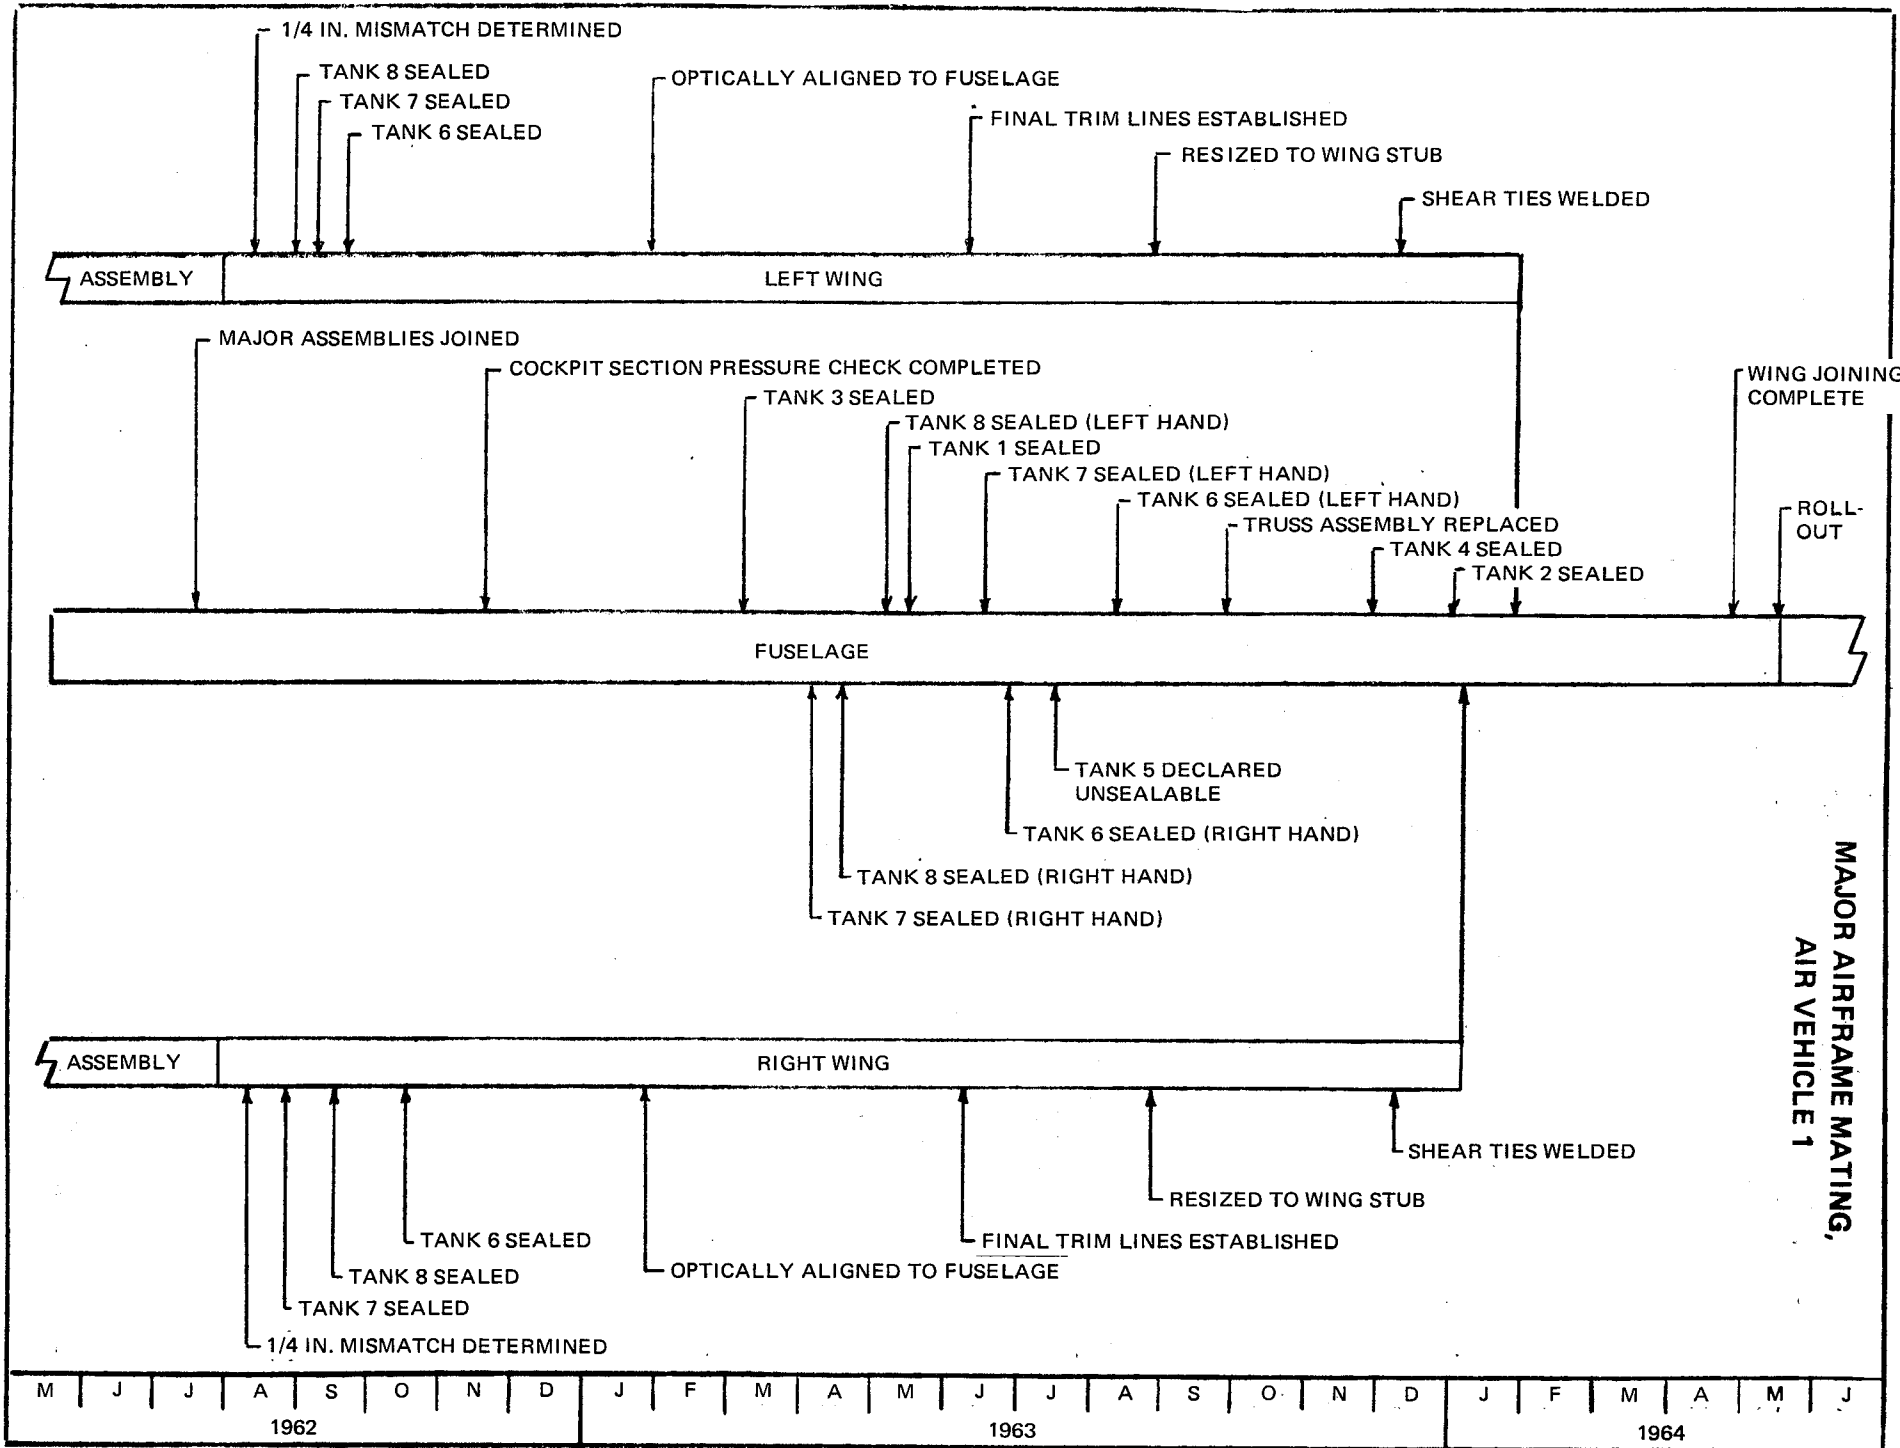 1/4 IN. MISMATCH DETERMINED
TANK 8 SEALED
TANK 7 SEALED
TANK 6 SEALED
OPTICALLY ALIGNED TO FUSELAGE
FINAL TRIM LINES ESTABLISHED
RESIZED TO WING STUB
SHEAR TIES WELDED
ASSEMBLY
LEFT WING
MAJOR ASSEMBLIES JOINED
COCKPIT SECTION PRESSURE CHECK COMPLETED
TANK 3 SEALED
TANK 8 SEALED (LEFT HAND)
TANK 1 SEALED
TANK 7 SEALED (LEFT HAND)
TANK 6 SEALED (LEFT HAND)
TRUSS ASSEMBLY REPLACED
TANK 4 SEALED
TANK 2 SEALED
WING JOINING
COMPLETE
ROLL-
OUT
FUSELAGE
TANK 5 DECLARED
UNSEALABLE
TANK 6 SEALED (RIGHT HAND)
TANK 8 SEALED (RIGHT HAND)
TANK 7 SEALED (RIGHT HAND)
ASSEMBLY
RIGHT WING
SHEAR TIES WELDED
RESIZED TO WING STUB
TANK 6 SEALED
FINAL TRIM LINES ESTABLISHED
TANK 8 SEALED
OPTICALLY ALIGNED TO FUSELAGE
TANK 7 SEALED
1/4 IN. MISMATCH DETERMINED
MAJOR AIRFRAME MATING,
AIR VEHICLE 1
M J J A S O N D J F M A M J J A S O N D J F M A M J
1962 1963 1964